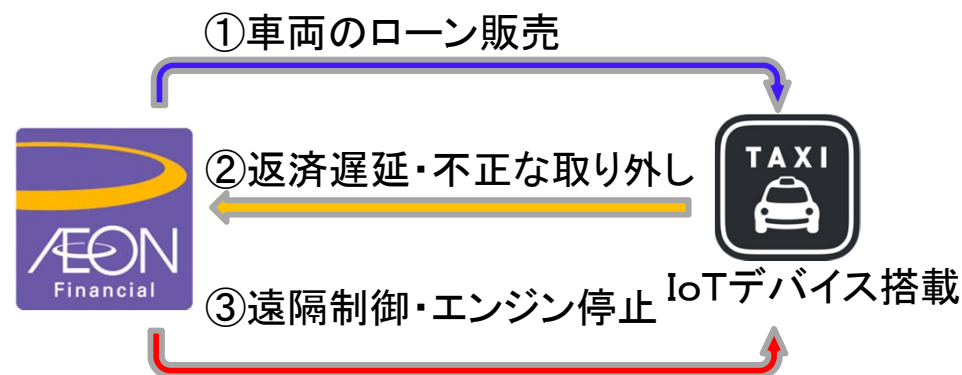 ①車両のローン販売
TAXI
②返済遅延・不正な取り外し
ÆON
Financial
③遠隔制御・エンジン停止
IoTデバイス搭載